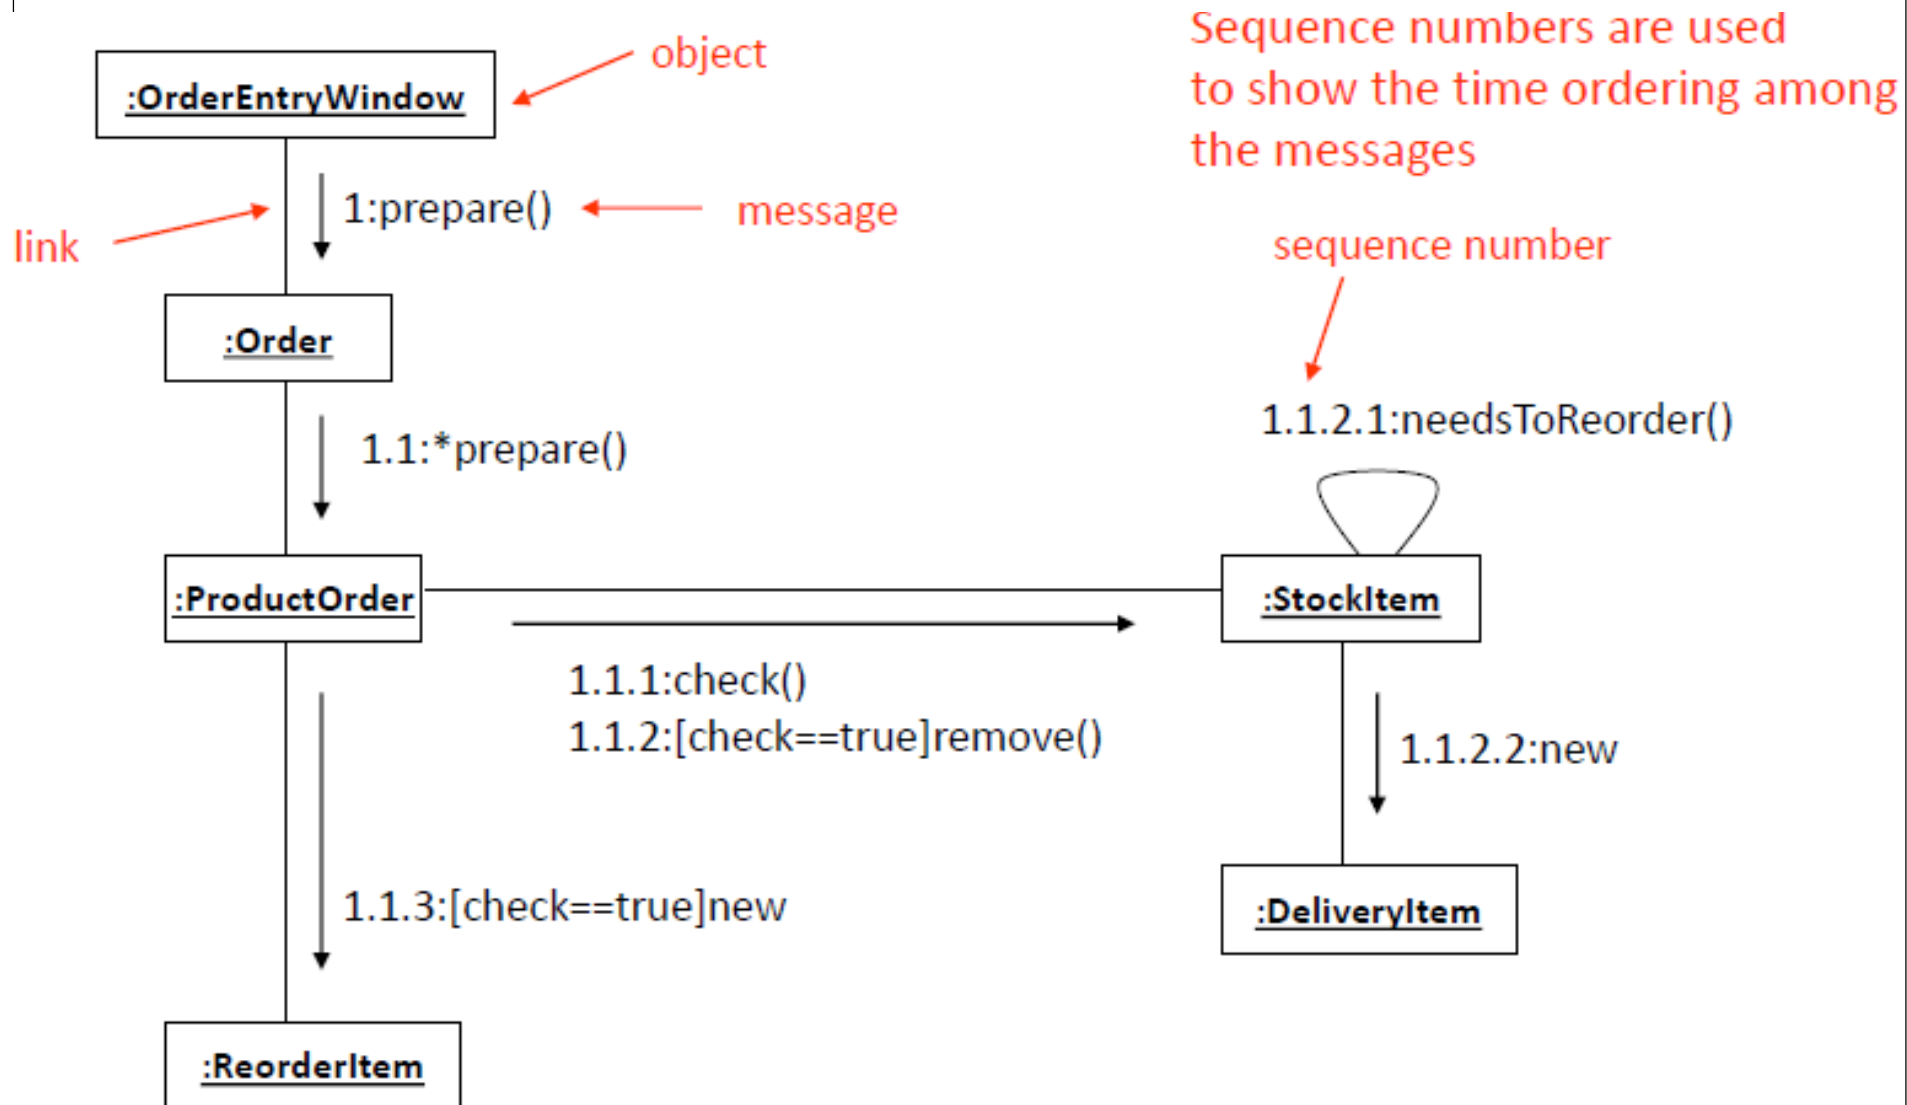 Sequence numbers are used
to show the time ordering among
the messages
object
:OrderEntryWindow
1:prepare()
message
link
sequence number
:Order
1.1.2.1:needsToReorder()
1.1:*prepare()
:ProductOrder
:StockItem
1.1.1:check()
1.1.2:[check==true]remove()
1.1.2.2:new
1.1.3:[check==true]new
:DeliveryItem
:ReorderItem